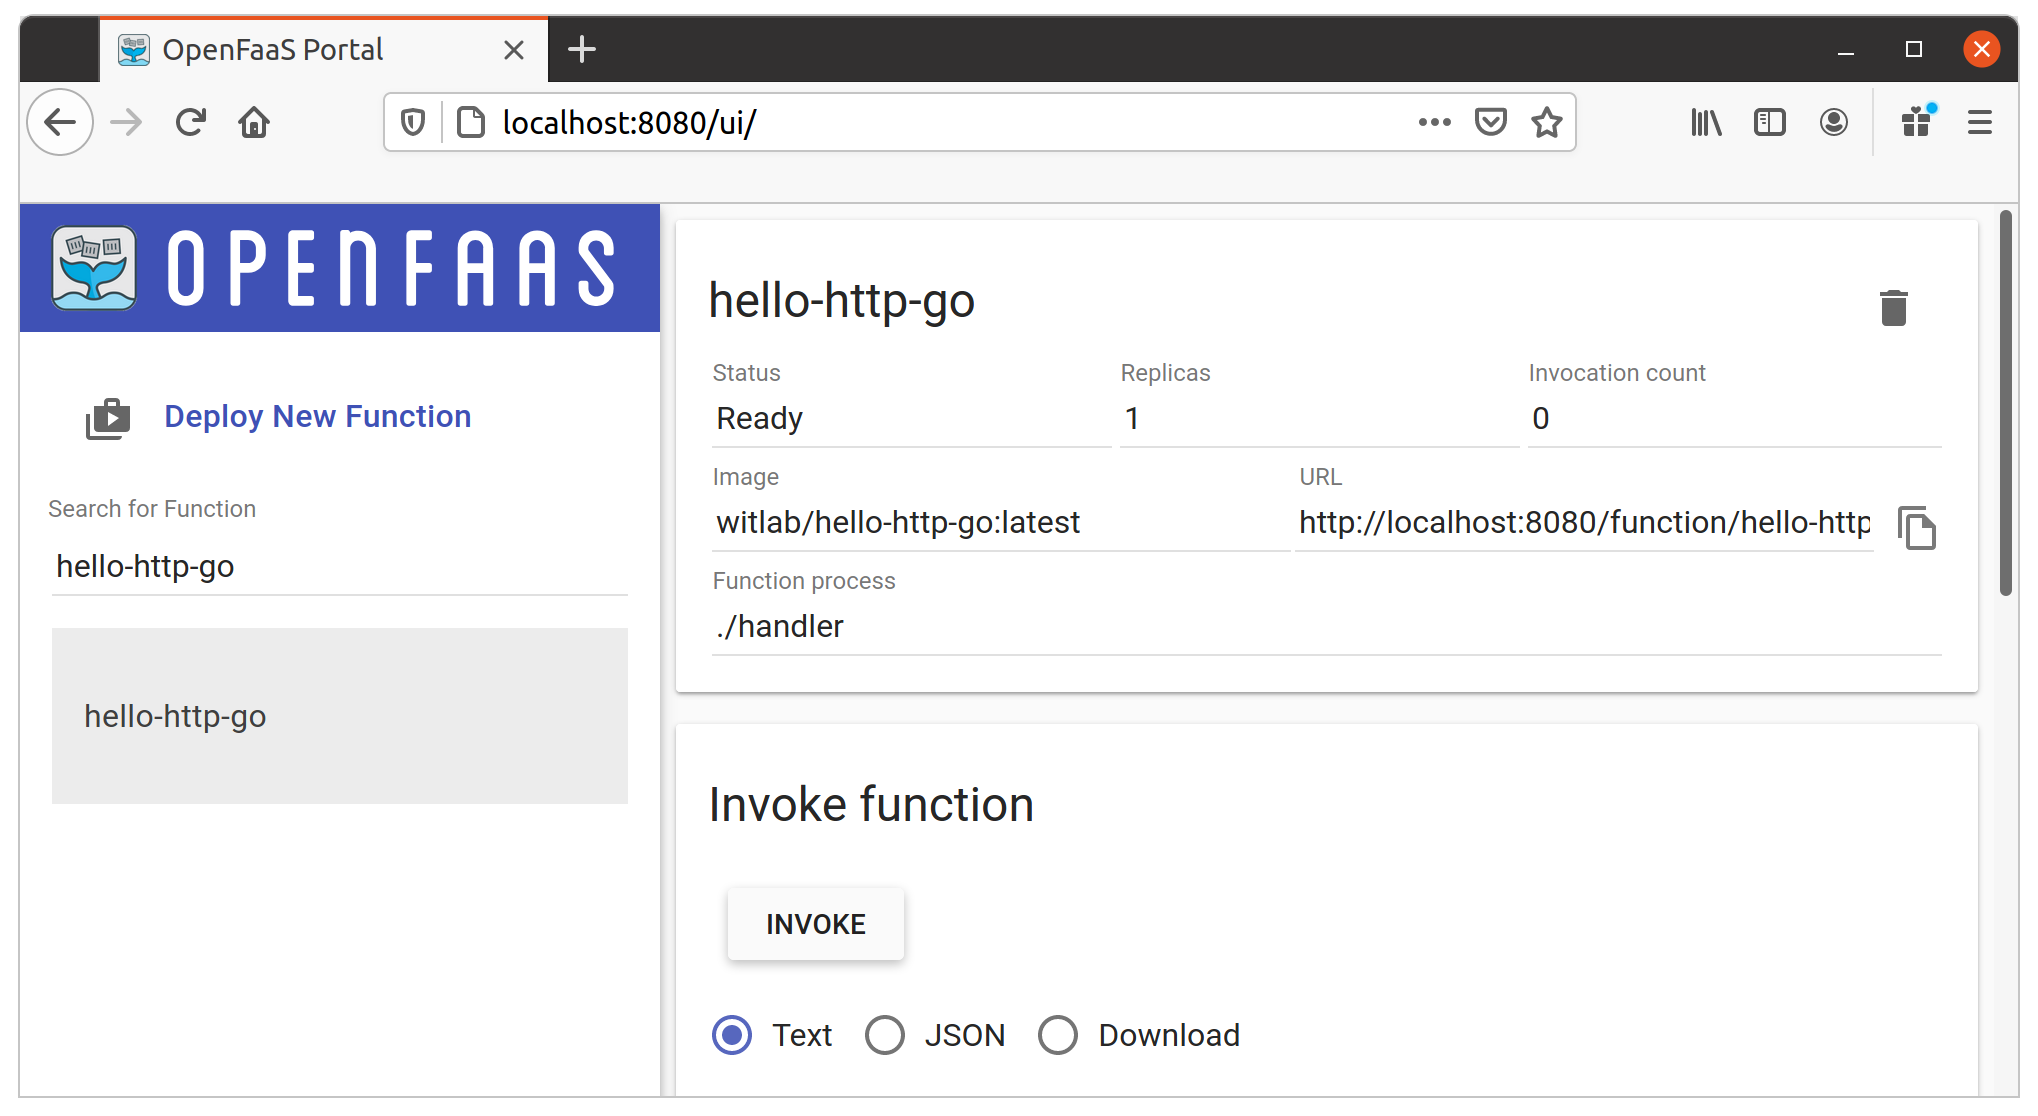 OpenFaaS Portal
localhost:8080/ui/
OPENFAAS
Deploy New Function
Search for Function
hello-http-go
hello-http-go
hello-http-go
Status
Replicas
Invocation count
Ready
1
0
Image
URL
witlab/hello-http-go:latest
http://localhost:8080/function/hello-http
Function process
./handler
Invoke function
INVOKE
Text
JSON
Download